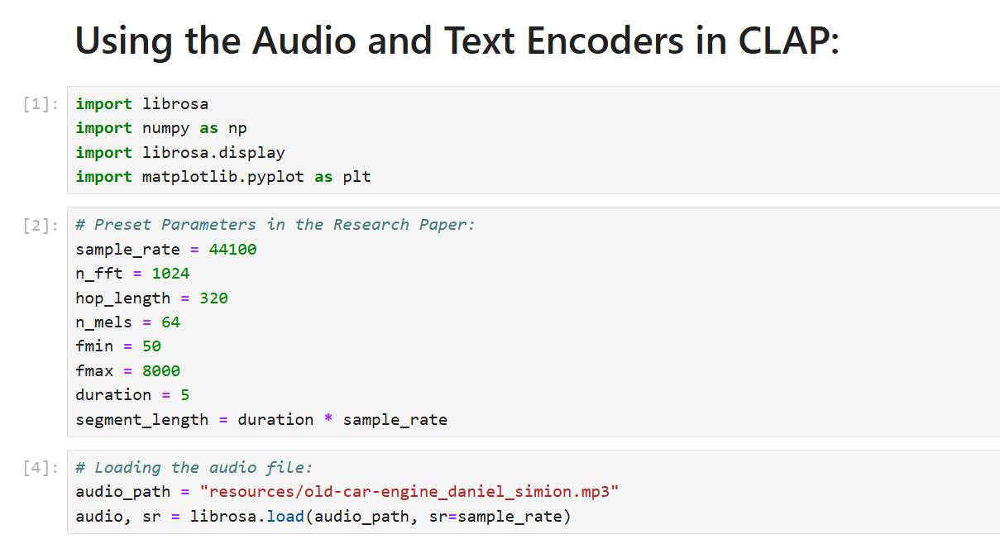 Using the Audio and Text Encoders in CLAP:
[1]:
import librosa
import numpy as np
import librosa.display
import matplotlib.pyplot as plt
[2]:
# Preset Parameters in the Research Paper:
sample_rate = 44100
n_fft = 1024
hop_length = 320
n_mels = 64
fmin = 50
fmax = 8000
duration = 5
segment_length = duration * sample_rate
[4]:
# Loading the audio file:
audio_path = "resources/old-car-engine_daniel_simion.mp3"
audio, sr = librosa.load(audio_path, sr=sample_rate)